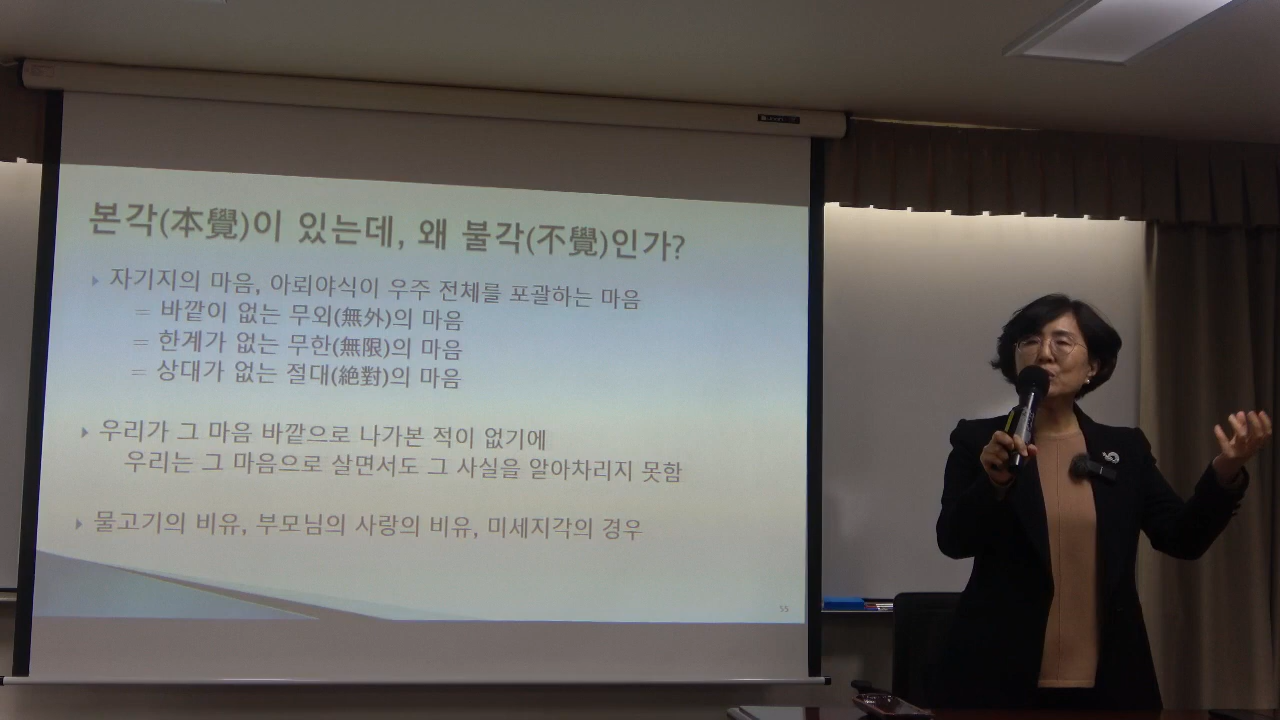 본각(本覺)이 있는데, 왜 불각(不覺)인가?
자기지의 마음, 아뢰야식이 우주 전체를 포괄하는 마음
= 바깥이 없는 무외(無外)의 마음
= 한계가 없는 무한(無限)의 마음
= 상대가 없는 절대(絶對)의 마음
우리가 그 마음 바깥으로 나가본 적이 없기에
우리는 그 마음으로 살면서도 그 사실을 알아차리지 못함
물고기의 비유, 부모님의 사랑의 비유, 미세지각의 경우
55